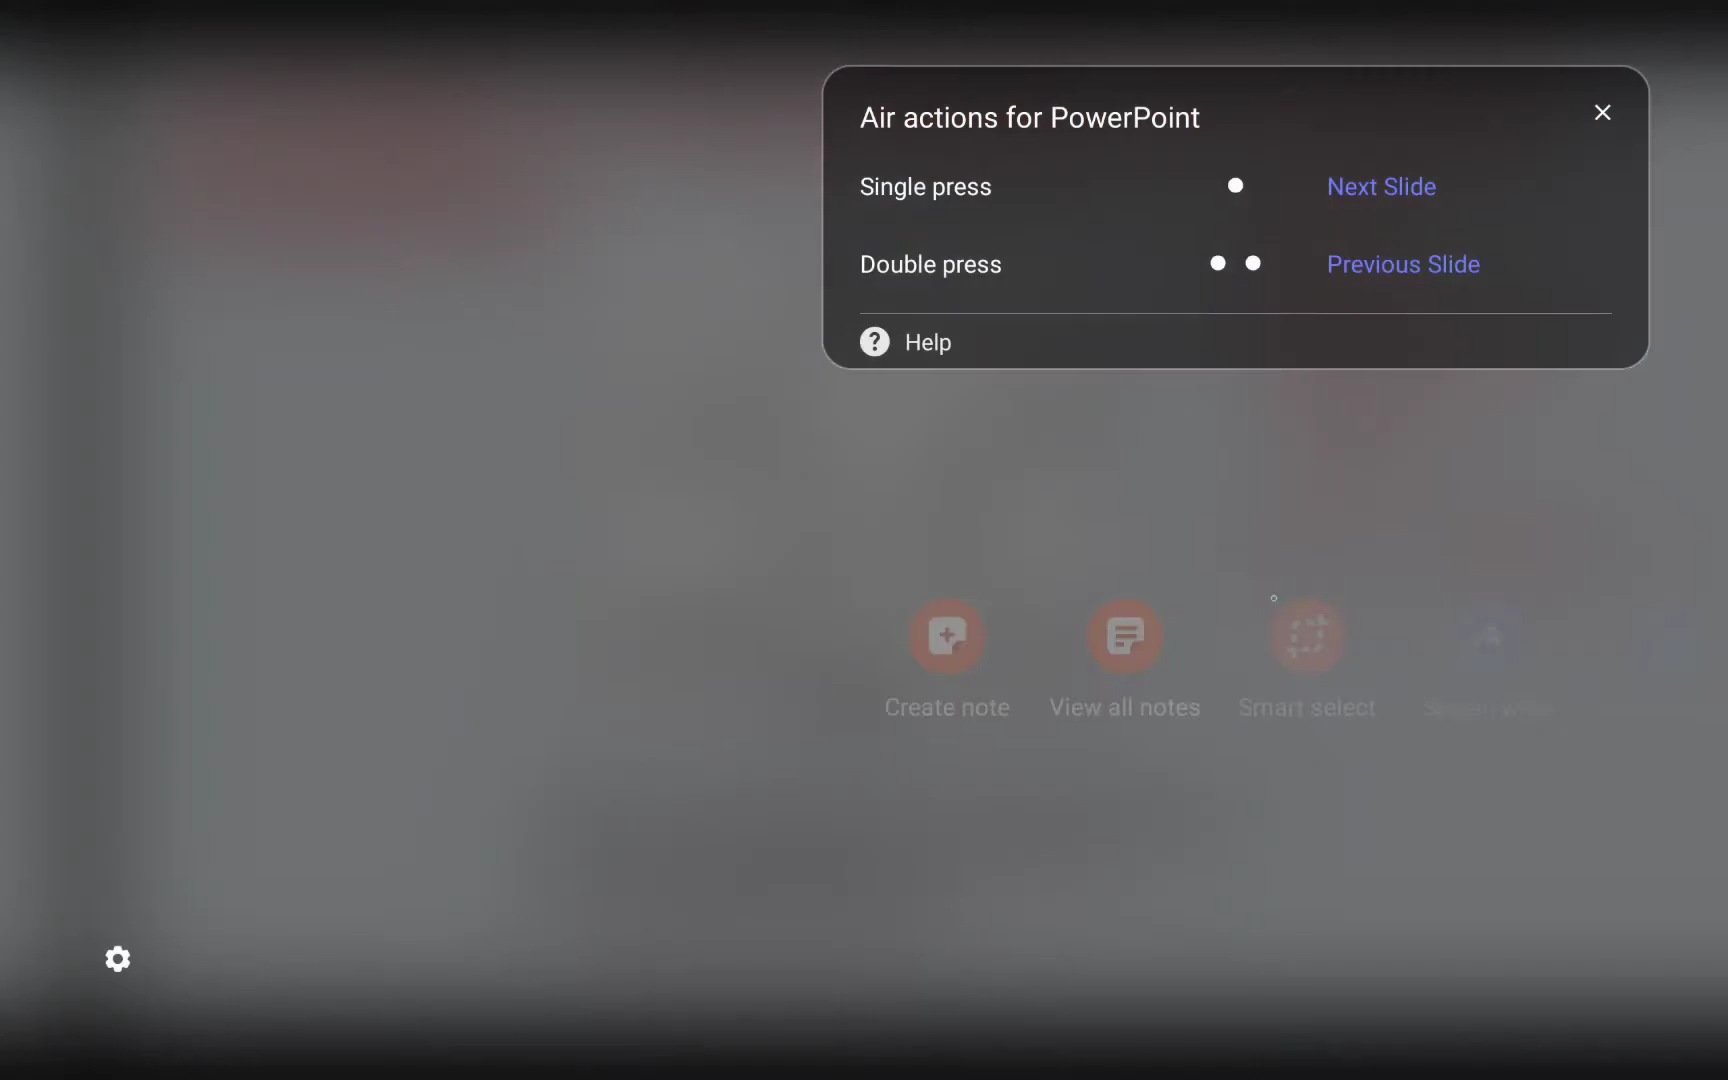 Air actions for PowerPoint
Single press Next Slide
Double press Previous Slide
? Help
Create note View all notes Smart select